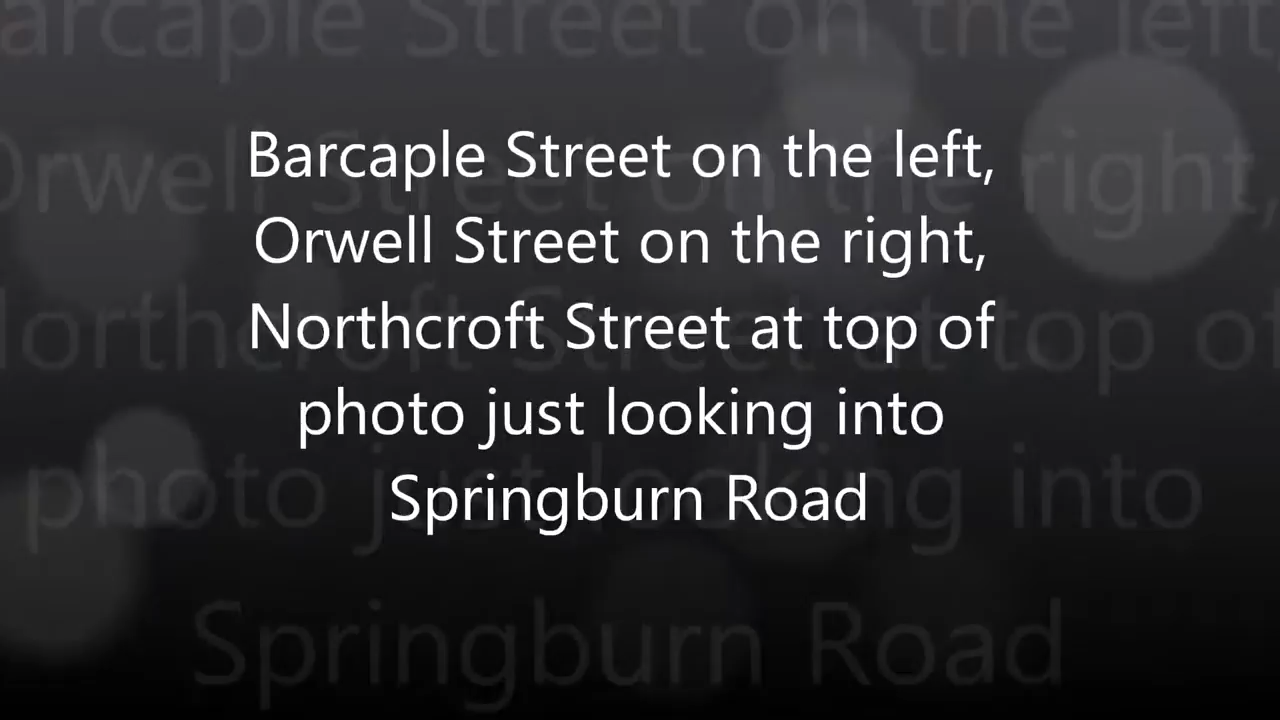 Barcaple Street on the left,
Orwell Street on the right,
Northcroft Street at top of
photo just looking into
Springburn Road